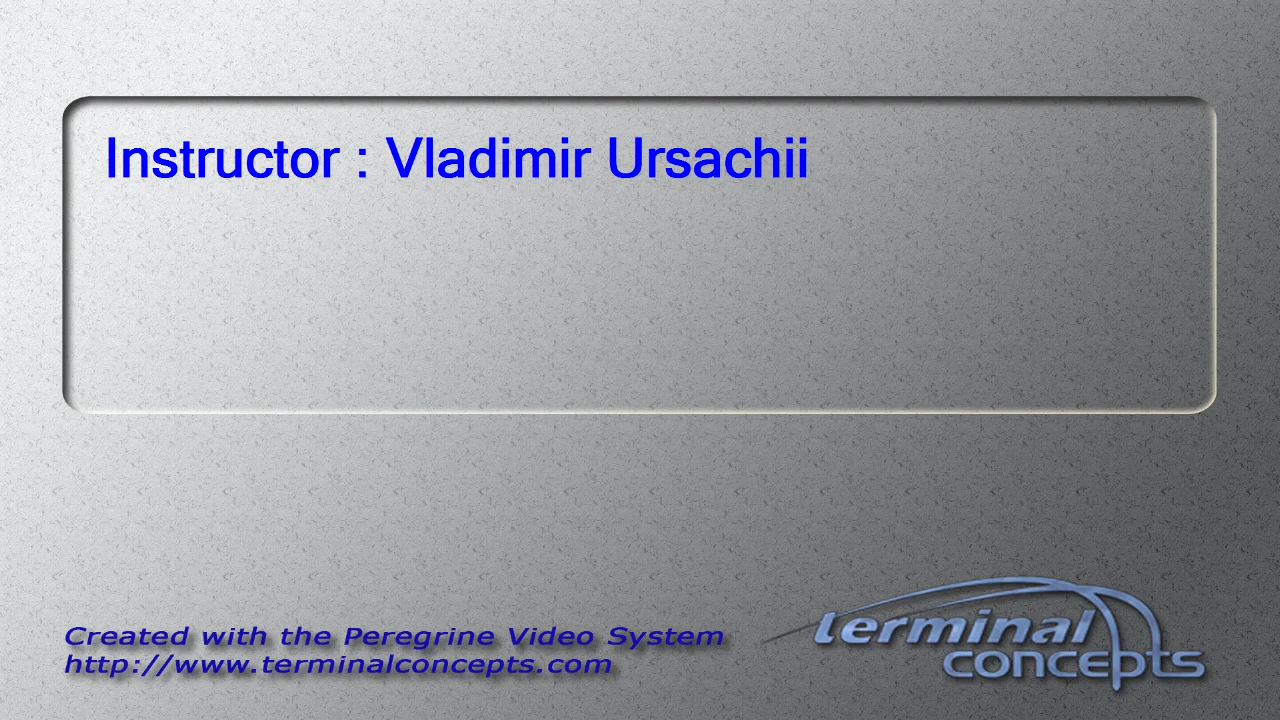 Instructor : Vladimir Ursachii
Created with the Peregrine Video System
http://www.terminalconcepts.com
terminal
concepts